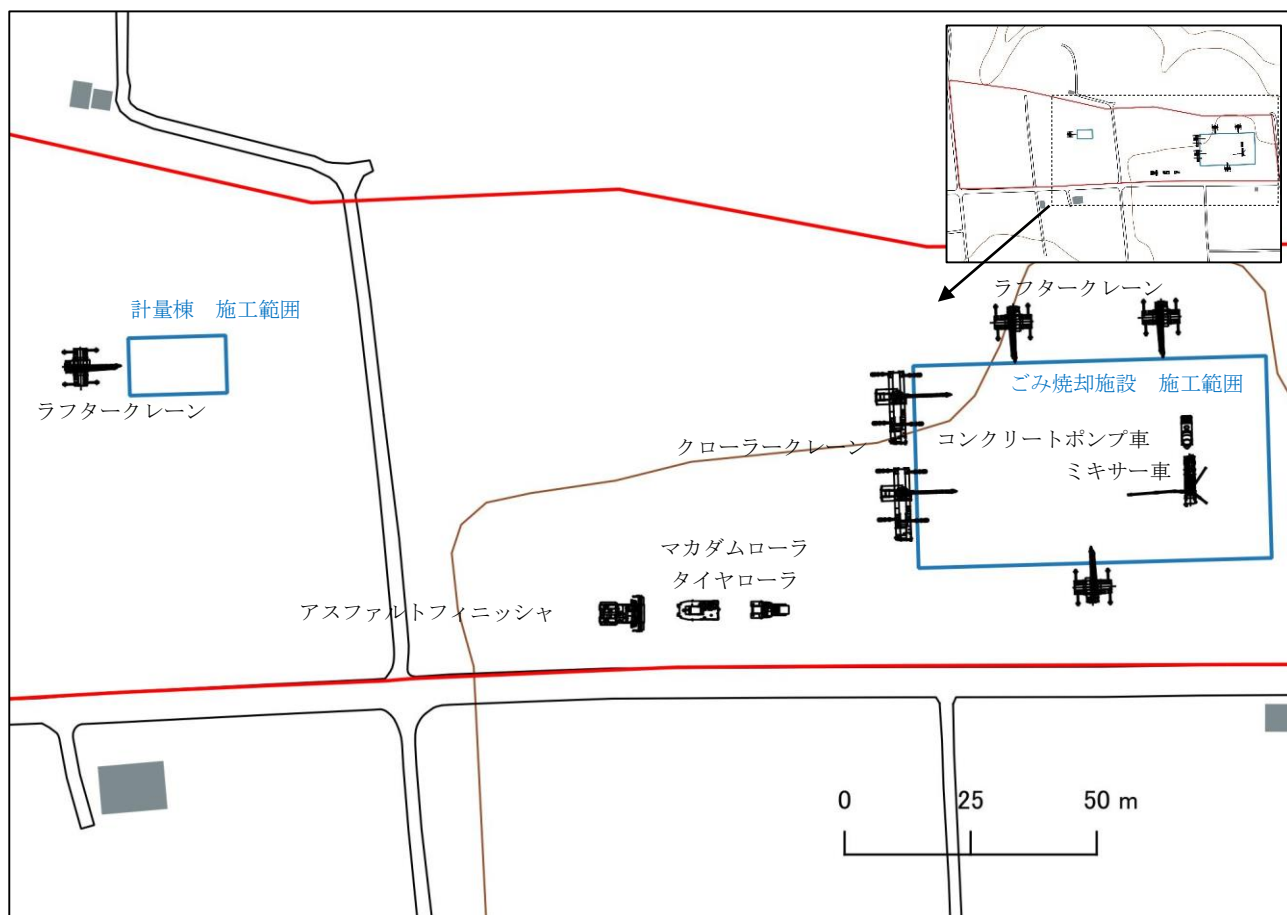 ラフタークレーン
計量棟　施工範囲
ごみ焼却施設　施工範囲
ラフタークレーン
クローラークレーン
コンクリートポンプ車
ミキサー車
マカダムローラ
タイヤローラ
アスファルトフィニッシャ
0 25 50 m